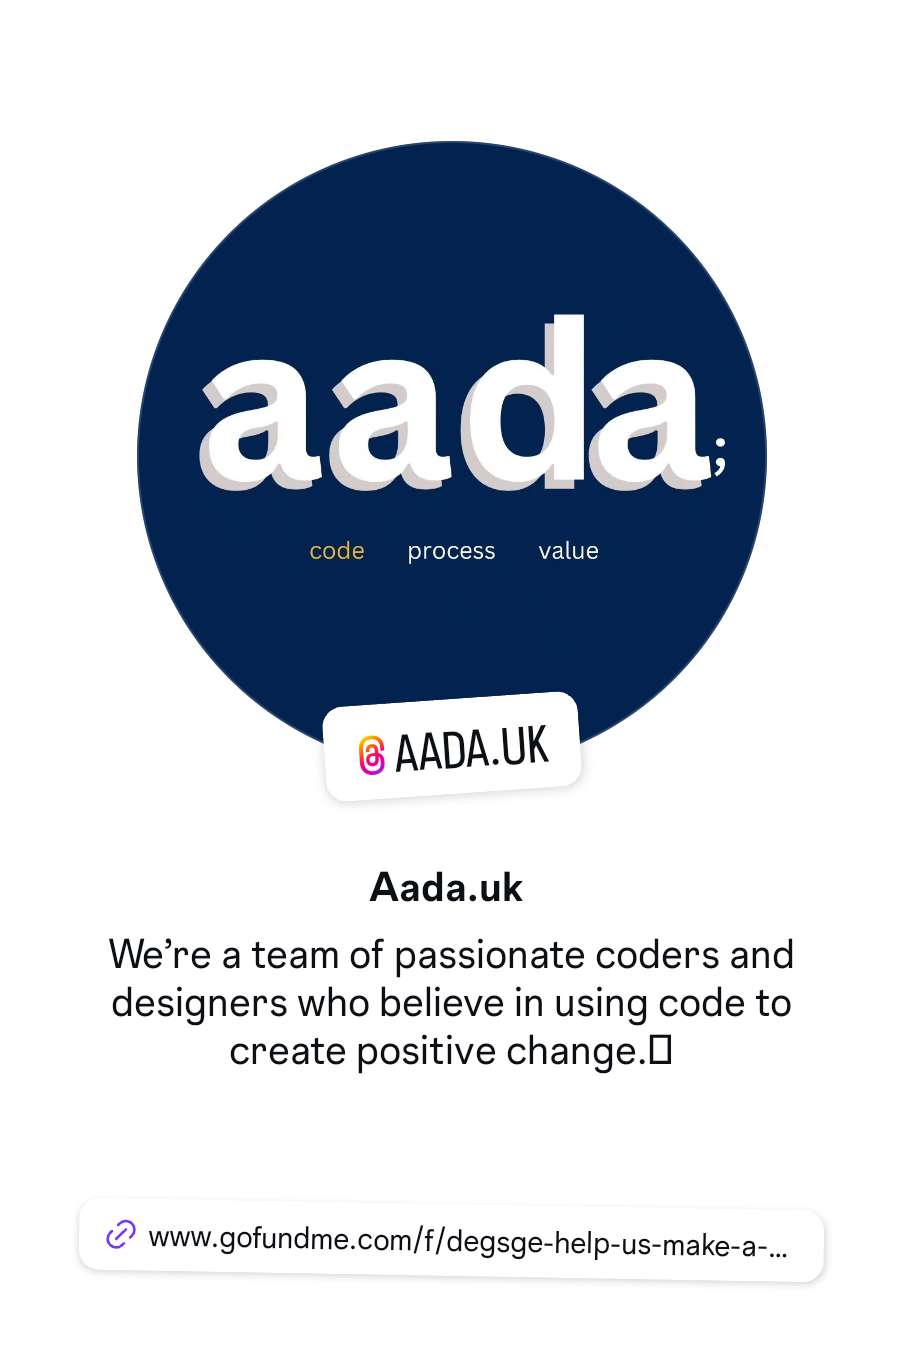 aada;
code process value
AADA.UK
Aada.uk
We’re a team of passionate coders and
designers who believe in using code to
create positive change.
www.gofundme.com/f/degsge-help-us-make-a-...